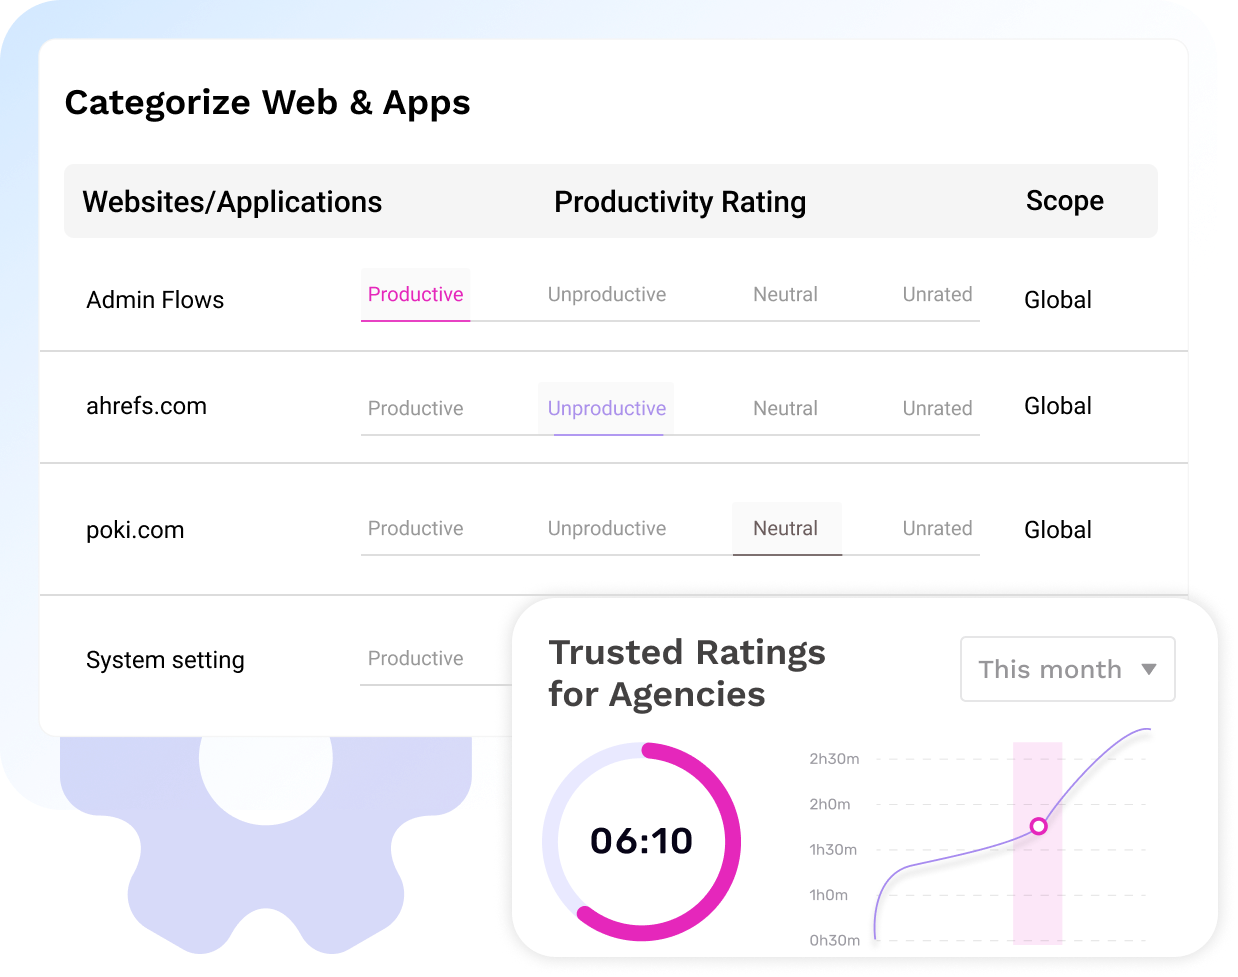 Categorize Web & Apps
Websites/Applications Productivity Rating Scope
Admin Flows Productive Unproductive Neutral Unrated Global
ahrefs.com Productive Unproductive Neutral Unrated Global
poki.com Productive Unproductive Neutral Unrated Global
System setting Productive
Trusted Ratings
for Agencies
This month ▼
06:10
2h30m
2h0m
1h30m
1h0m
0h30m